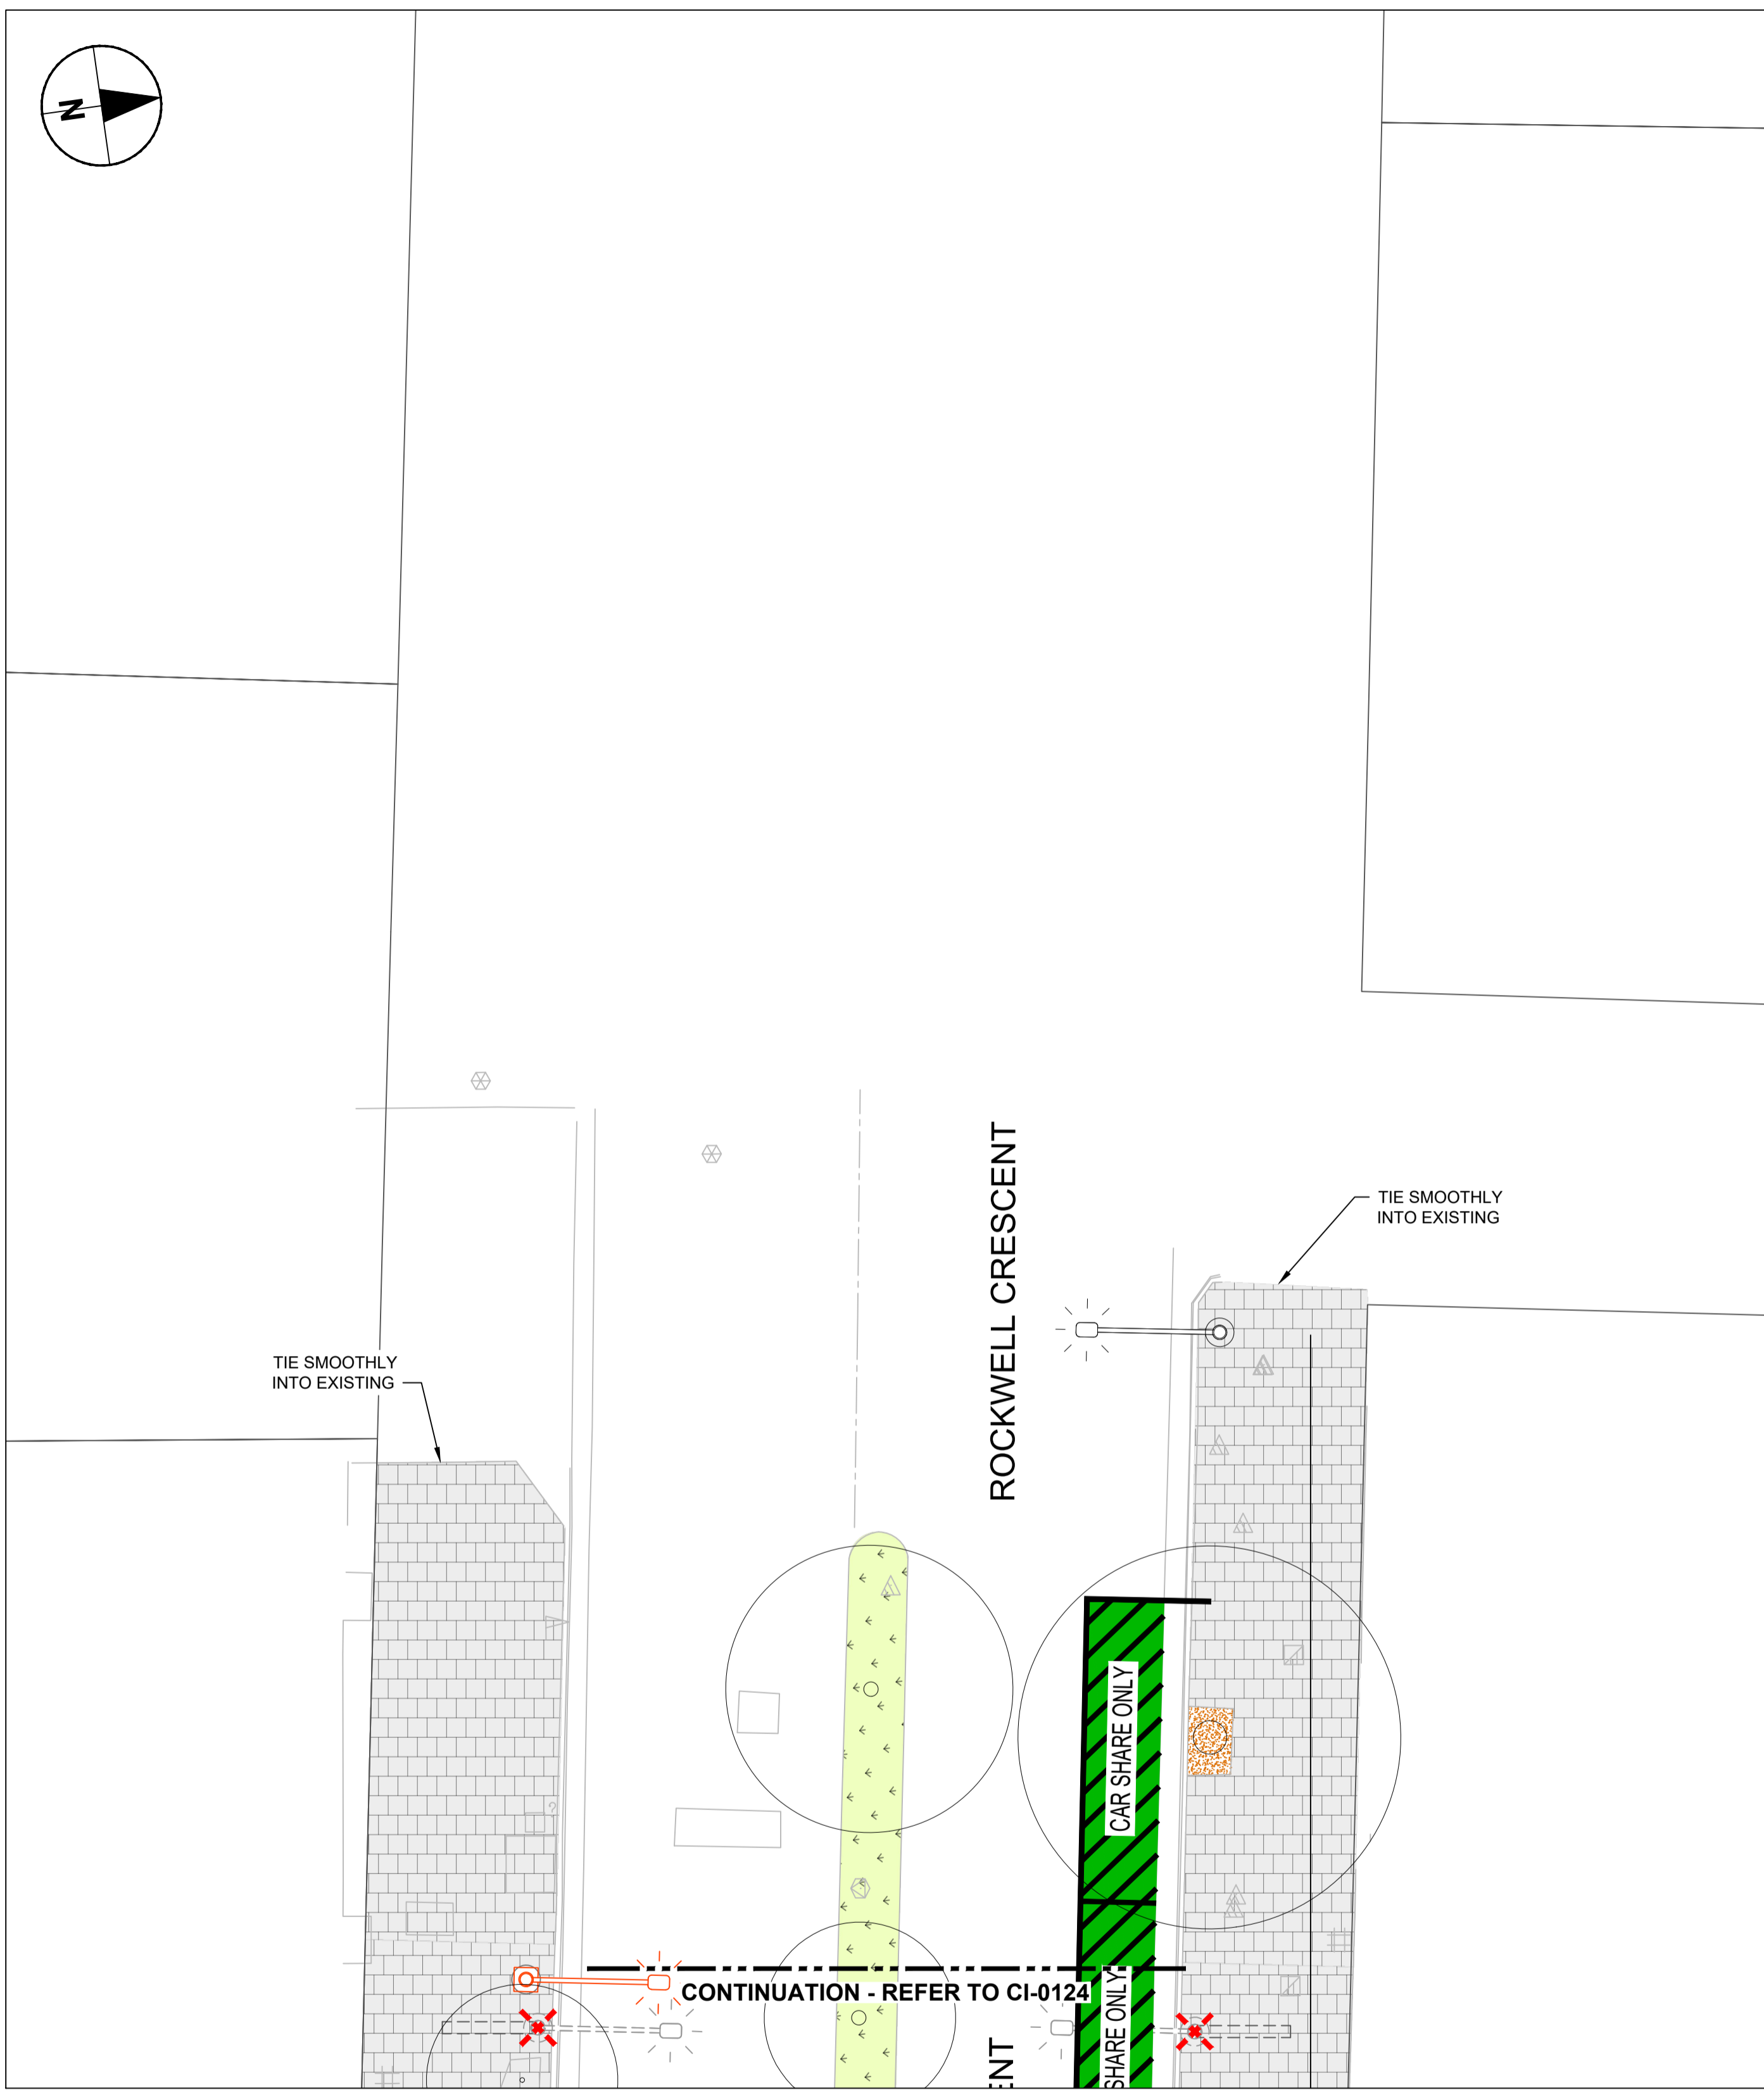 N
ROCKWELL CRESCENT
TIE SMOOTHLY
INTO EXISTING
TIE SMOOTHLY
INTO EXISTING
CAR SHARE ONLY
?
CONTINUATION - REFER TO CI-0124
SHARE ONLY
ENT